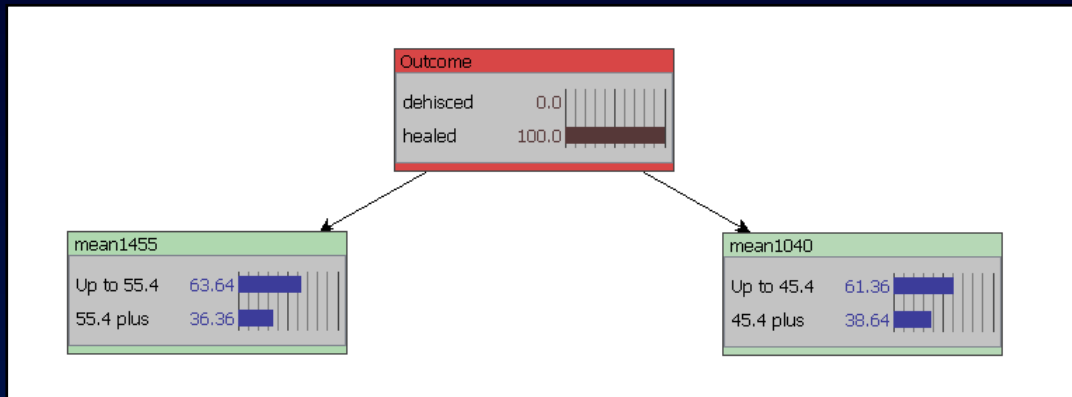 Outcome
dehisced 0.0
healed 100.0
mean1455
Up to 55.4 63.64
55.4 plus 36.36
mean1040
Up to 45.4 61.36
45.4 plus 38.64